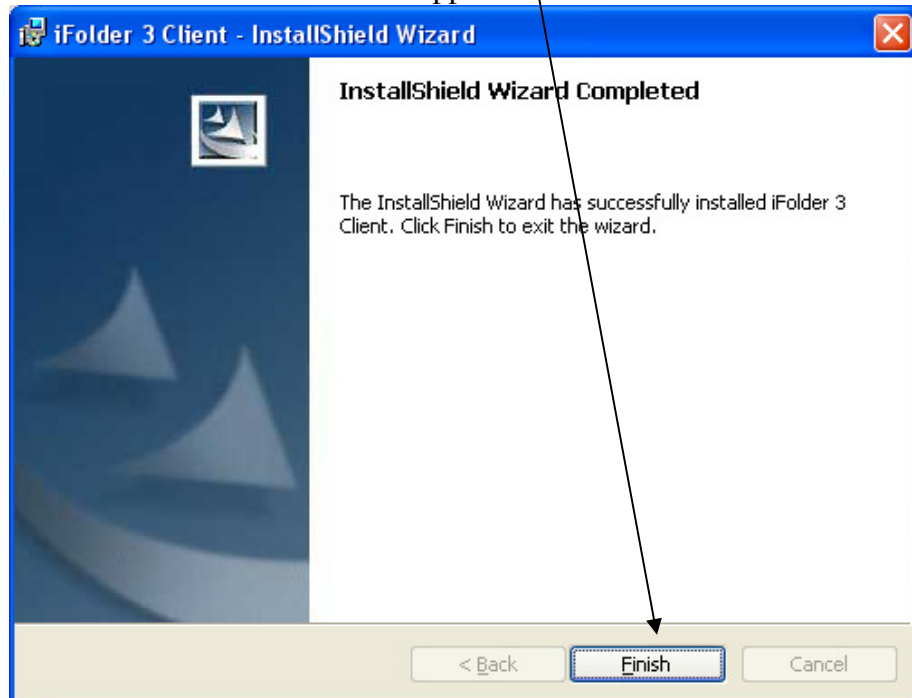 iFolder 3 Client - InstallShield Wizard
InstallShield Wizard Completed
The InstallShield Wizard has successfully installed iFolder 3
Client. Click Finish to exit the wizard.
< Back Finish Cancel